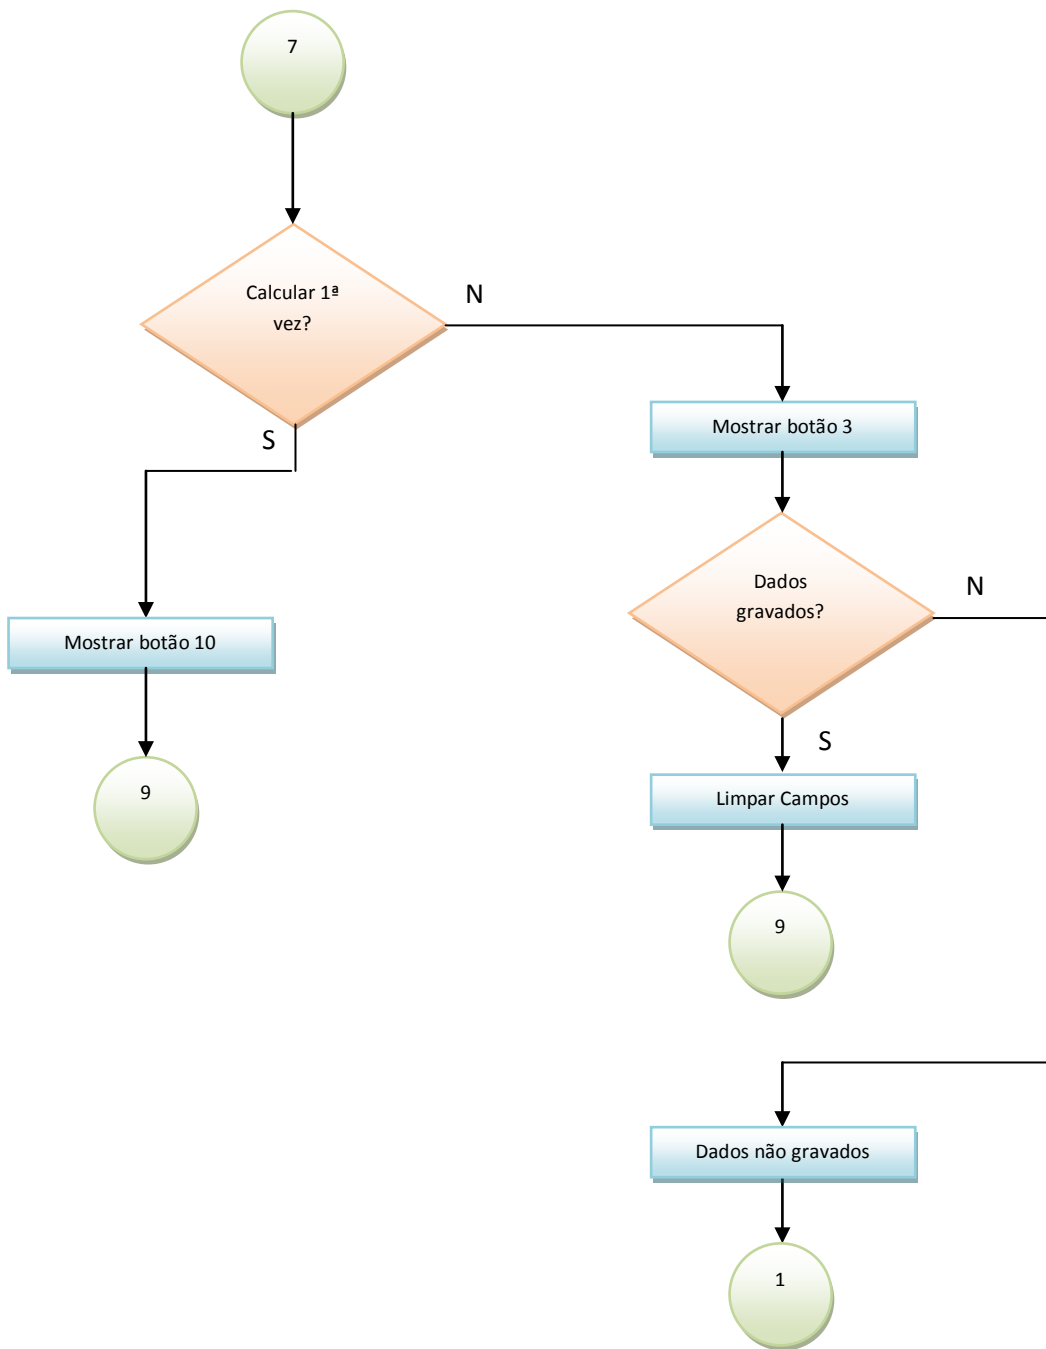 7
Calcular 1ª
vez?
N
S
Mostrar botão 3
Dados
gravados?
N
Mostrar botão 10
S
9
Limpar Campos
9
Dados não gravados
1